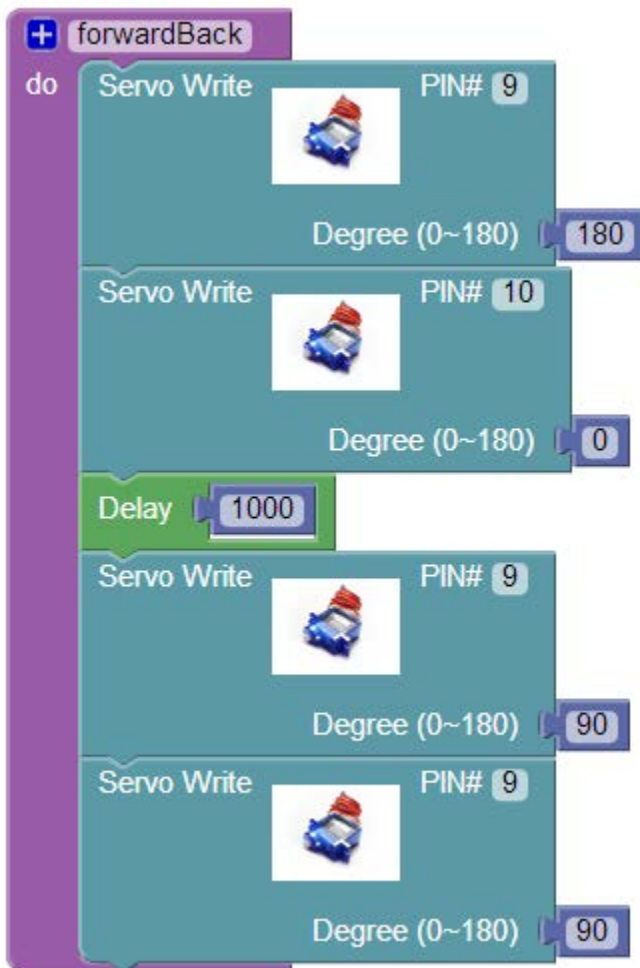 forwardBack
do Servo Write PIN# 9
Degree (0~180) 180
Servo Write PIN# 10
Degree (0~180) 0
Delay 1000
Servo Write PIN# 9
Degree (0~180) 90
Servo Write PIN# 9
Degree (0~180) 90